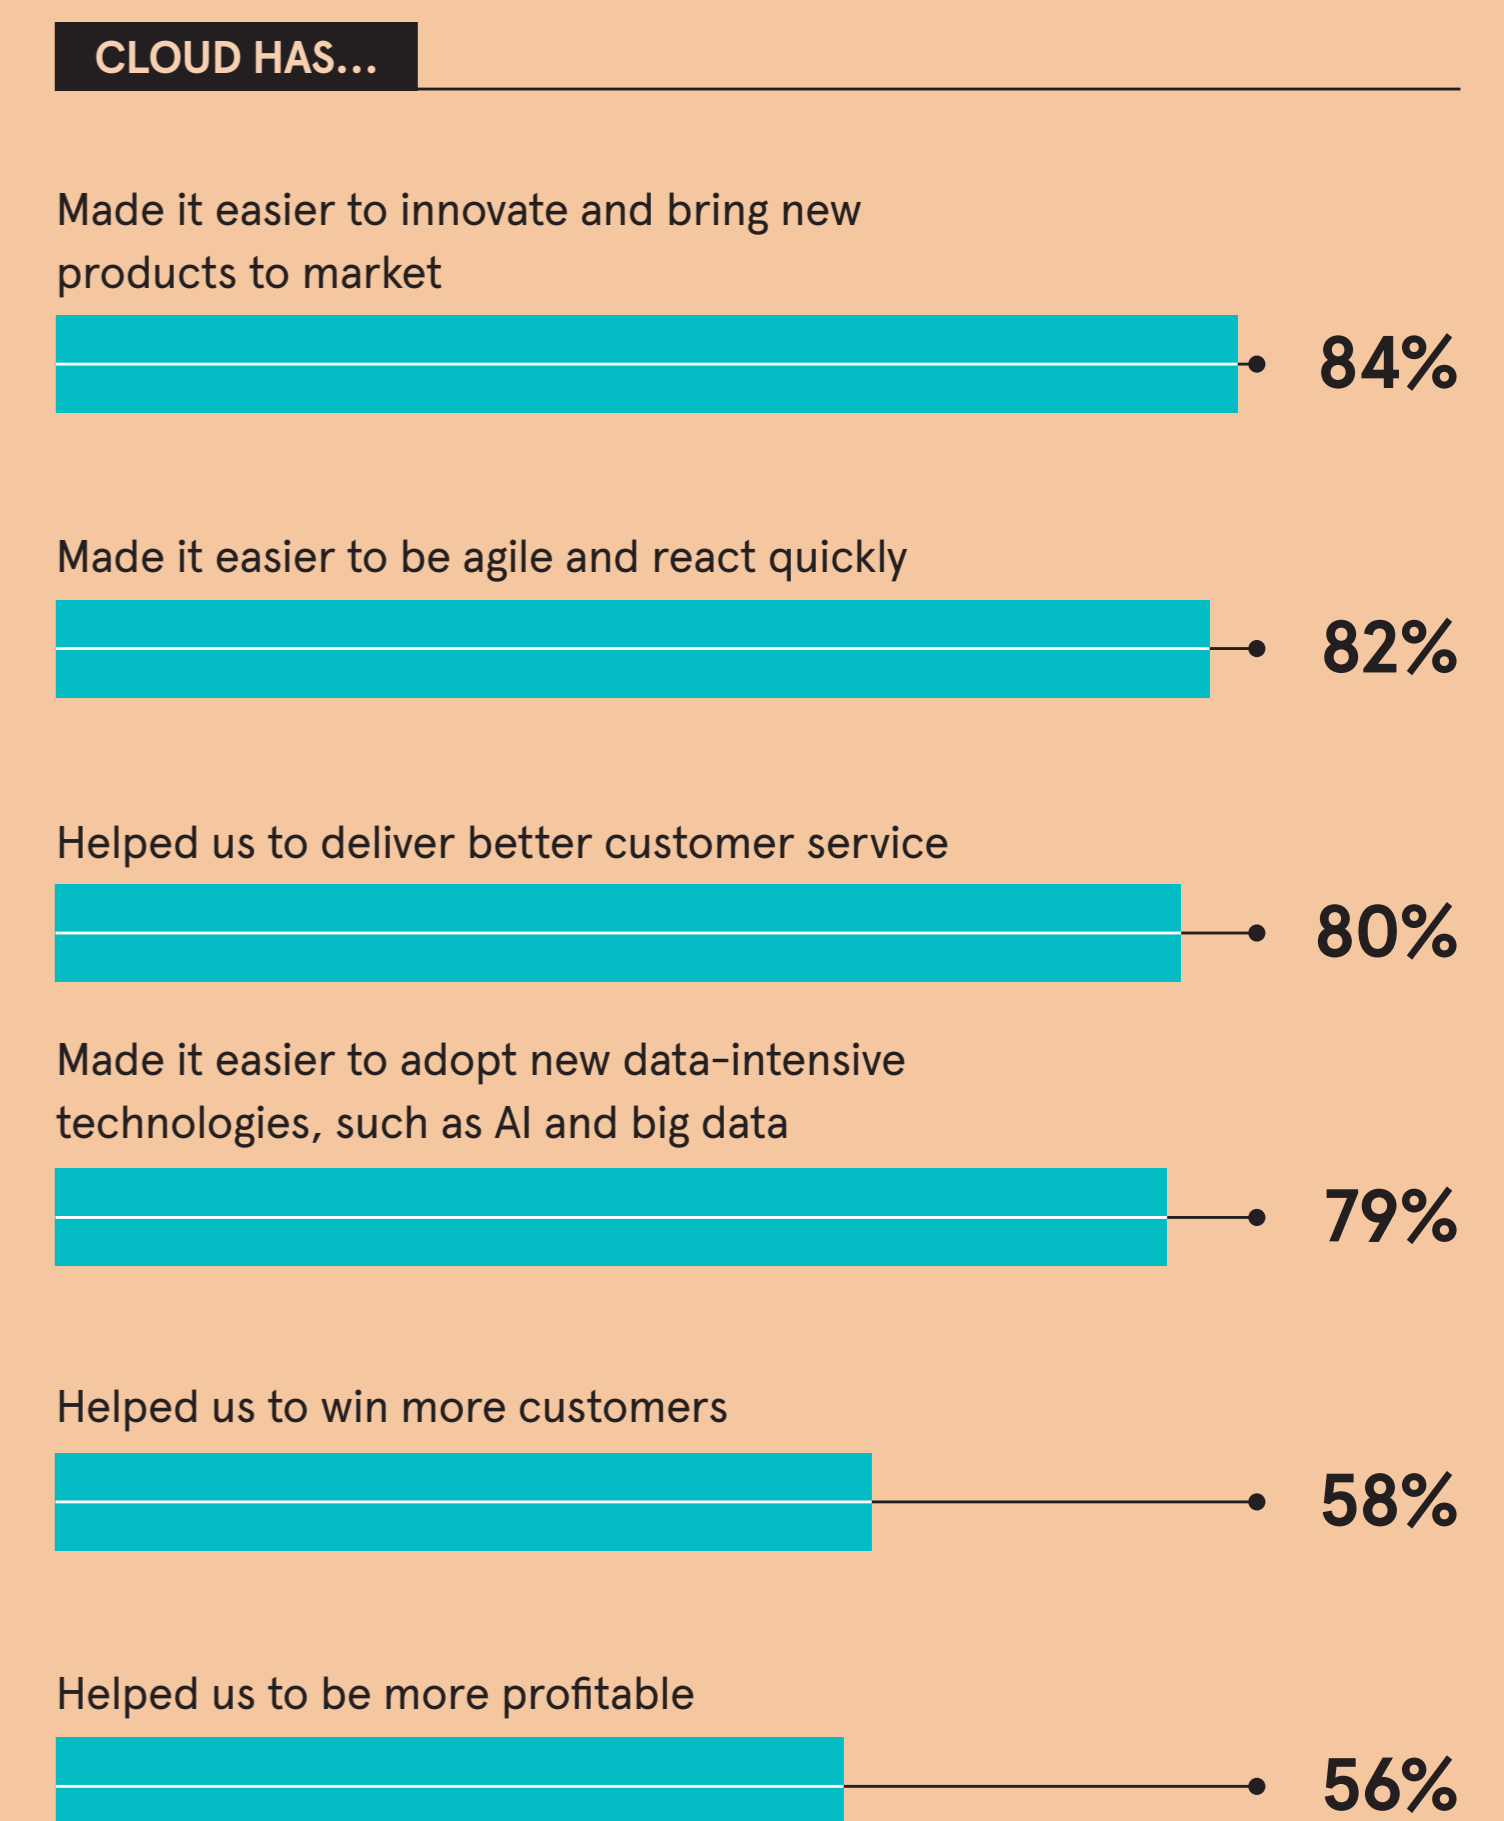 CLOUD HAS...
Made it easier to innovate and bring new
products to market
84%
Made it easier to be agile and react quickly
82%
Helped us to deliver better customer service
80%
Made it easier to adopt new data-intensive
technologies, such as AI and big data
79%
Helped us to win more customers
58%
Helped us to be more profitable
56%